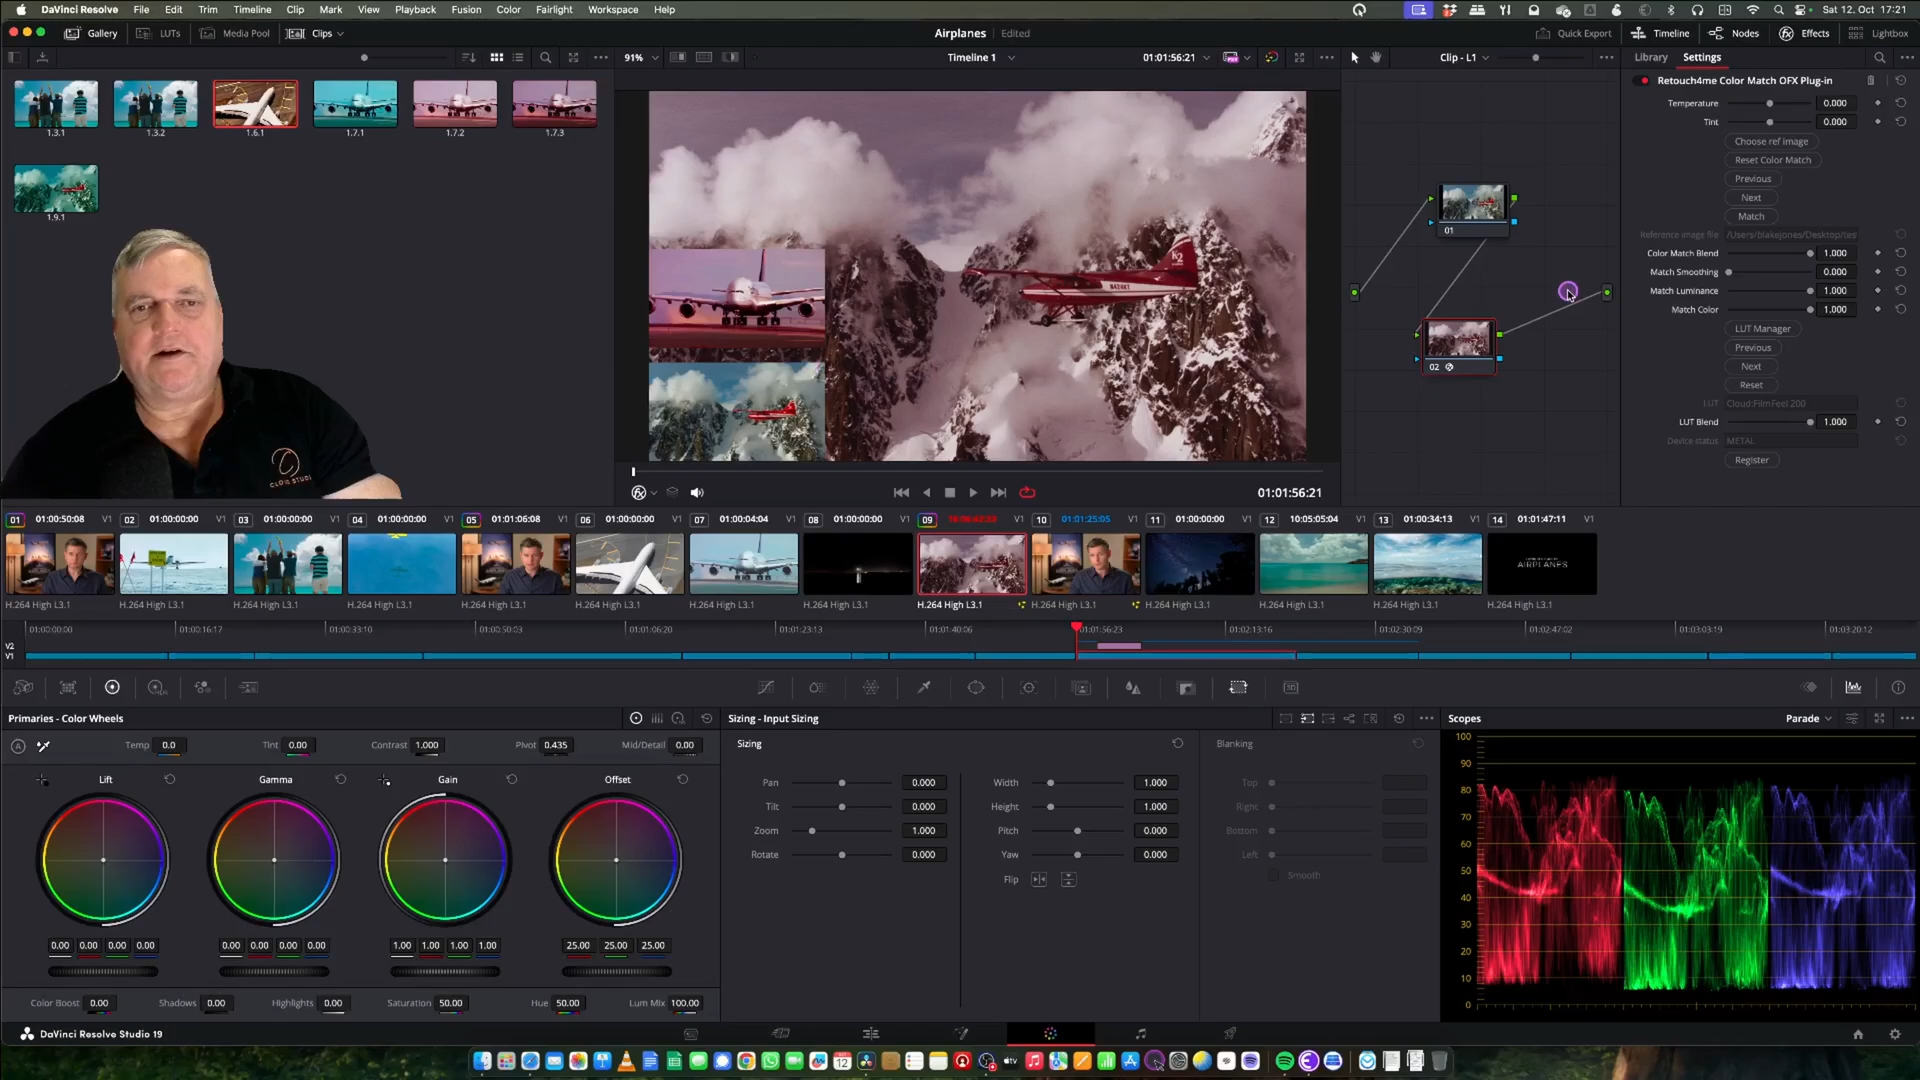 DaVinci Resolve File Edit Trim Timeline Clip Mark View Playback Fusion Color Fairlight Workspace Help Sat 12. Oct 17:21
Gallery LUTs Media Pool Clips Airplanes Edited Quick Export Timeline Nodes Effects Lightbox
91% Timeline 1 01:01:56:21 Clip - L1 Library Settings
Retouch4me Color Match OFX Plug-in
Temperature 0.000
Tint 0.000
Choose ref image
Reset Color Match
Previous
Next
Match
Reference image file /Users/blakejones/Desktop/tes
Color Match Blend 1.000
Match Smoothing 0.000
Match Luminance 1.000
Match Color 1.000
LUT Manager
Previous
Next
Reset
LUT Cloud:FilmFeel 200
LUT Blend 1.000
Device status METAL
Register
1.3.1 1.3.2 1.6.1 1.7.1 1.7.2 1.7.3
1.9.1
K2
N424KT
01
02
01:01:56:21
01 01:00:50:08 V1 02 01:00:00:00 V1 03 01:00:00:00 V1 04 01:00:00:00 V1 05 01:01:06:08 V1 06 01:00:00:00 V1 07 01:00:04:04 V1 08 01:00:00:00 V1 09 V1 10 01:01:25:05 V1 11 01:00:00:00 V1 12 10:05:05:04 V1 13 01:00:34:13 V1 14 01:01:47:11 V1
AIRPLANES
H.264 High L3.1 H.264 High L3.1 H.264 High L3.1 H.264 High L3.1 H.264 High L3.1 H.264 High L3.1 H.264 High L3.1 H.264 High L3.1 H.264 High L3.1 H.264 High L3.1 H.264 High L3.1 H.264 High L3.1 H.264 High L3.1 H.264 High L3.1
01:00:00:00 01:00:16:17 01:00:33:10 01:00:50:03 01:01:06:20 01:01:23:13 01:01:40:06 01:01:56:23 01:02:13:16 01:02:30:09 01:02:47:02 01:03:03:19 01:03:20:12
V2
V1
Primaries - Color Wheels Sizing - Input Sizing Scopes Parade
Temp 0.0 Tint 0.00 Contrast 1.000 Pivot 0.435 Mid/Detail 0.00
Lift Gamma Gain Offset
0.00 0.00 0.00 0.00 0.00 0.00 0.00 0.00 1.00 1.00 1.00 1.00 25.00 25.00 25.00
Color Boost 0.00 Shadows 0.00 Highlights 0.00 Saturation 50.00 Hue 50.00 Lum Mix 100.00
Sizing
Pan 0.000 Width 1.000
Tilt 0.000 Height 1.000
Zoom 1.000 Pitch 0.000
Rotate 0.000 Yaw 0.000
Flip
Blanking
Top
Right
Bottom
Left
Smooth
100
90
80
70
60
50
40
30
20
10
0
DaVinci Resolve Studio 19